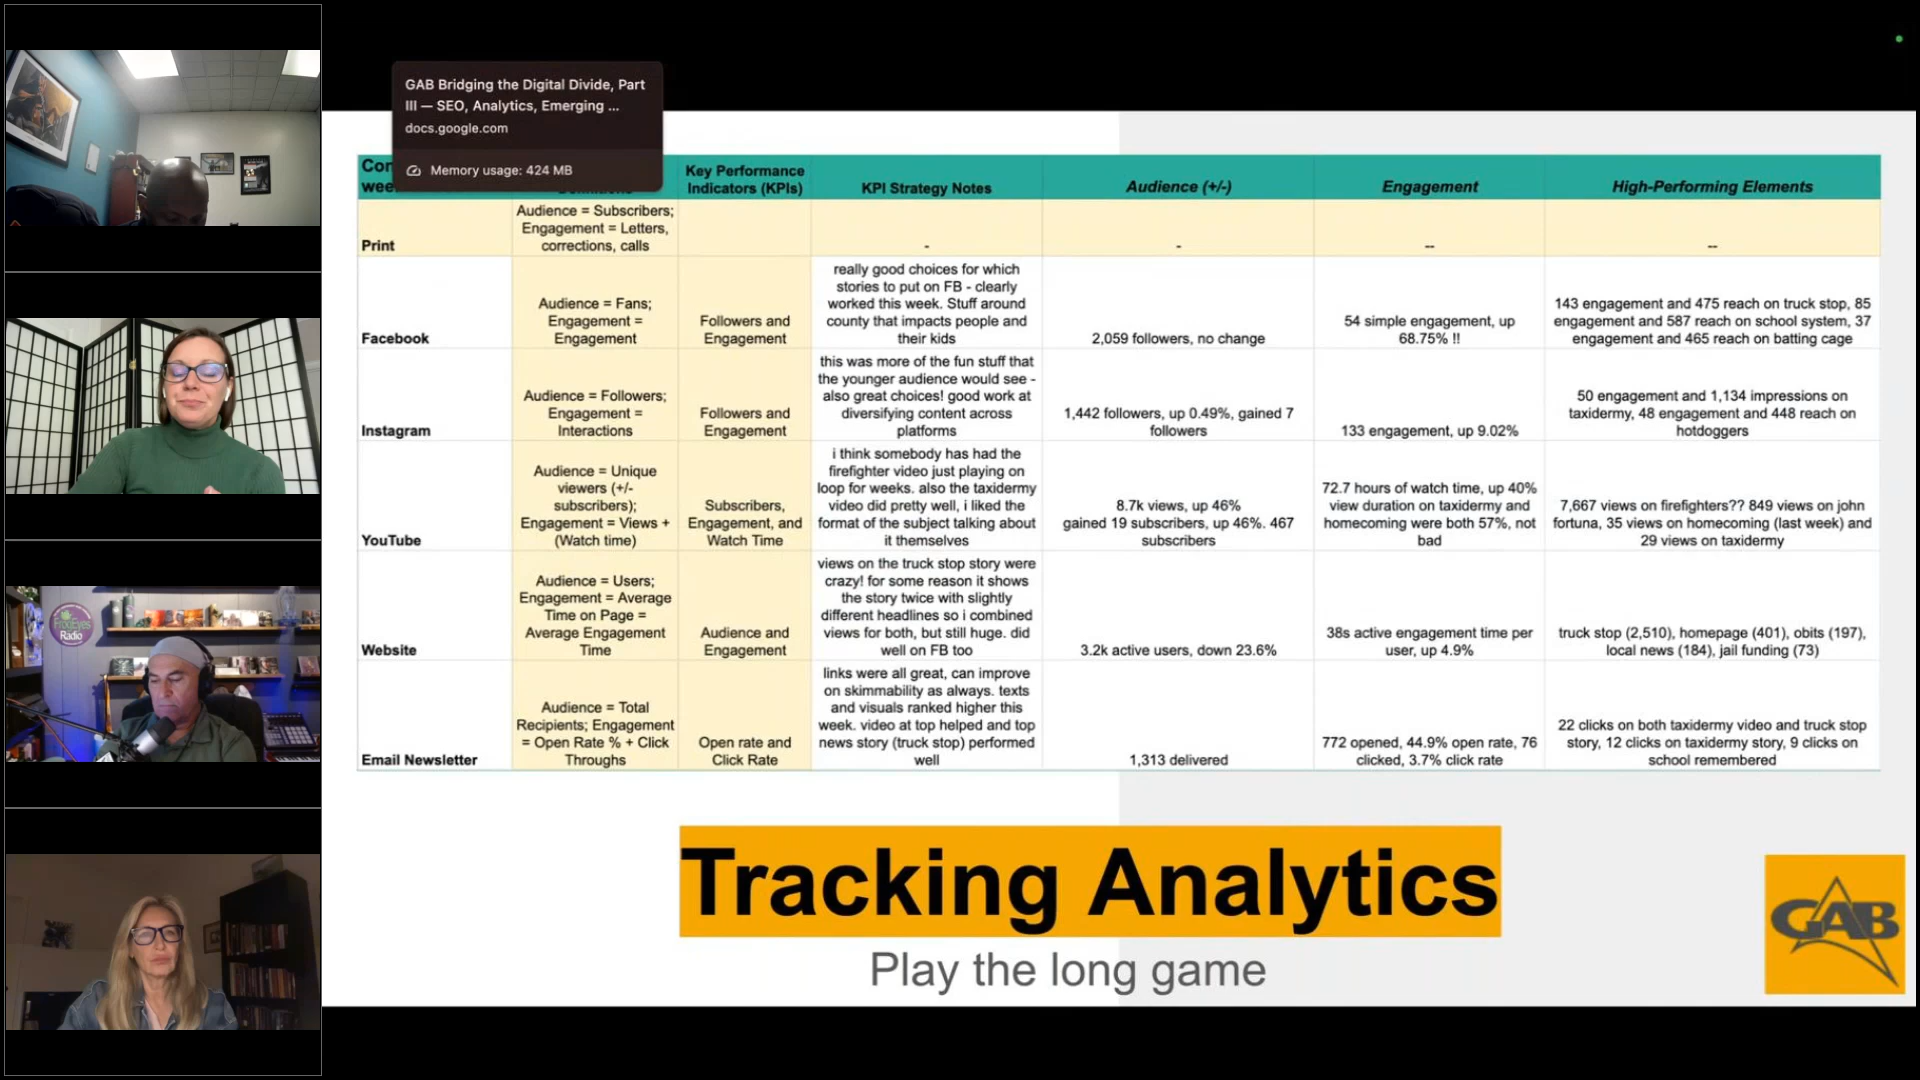 GAB Bridging the Digital Divide, Part
III — SEO, Analytics, Emerging ...
docs.google.com
Memory usage: 424 MB
Key Performance
Indicators (KPIs)
KPI Strategy Notes
Audience (+/-)
Engagement
High-Performing Elements
Print
Audience = Subscribers;
Engagement = Letters,
corrections, calls
-
-
--
--
Facebook
Audience = Fans;
Engagement =
Engagement
Followers and
Engagement
really good choices for which
stories to put on FB - clearly
worked this week. Stuff around
county that impacts people and
their kids
2,059 followers, no change
54 simple engagement, up
68.75% !!
143 engagement and 475 reach on truck stop, 85
engagement and 587 reach on school system, 37
engagement and 465 reach on batting cage
Instagram
Audience = Followers;
Engagement =
Interactions
Followers and
Engagement
this was more of the fun stuff that
the younger audience would see -
also great choices! good work at
diversifying content across
platforms
1,442 followers, up 0.49%, gained 7
followers
133 engagement, up 9.02%
50 engagement and 1,134 impressions on
taxidermy, 48 engagement and 448 reach on
hotdoggers
YouTube
Audience = Unique
viewers (+/-
subscribers);
Engagement = Views +
(Watch time)
Subscribers,
Engagement, and
Watch Time
i think somebody has had the
firefighter video just playing on
loop for weeks. also the taxidermy
video did pretty well, i liked the
format of the subject talking about
it themselves
8.7k views, up 46%
gained 19 subscribers, up 46%. 467
subscribers
72.7 hours of watch time, up 40%
view duration on taxidermy and
homecoming were both 57%, not
bad
7,667 views on firefighters?? 849 views on john
fortuna, 35 views on homecoming (last week) and
29 views on taxidermy
Website
Audience = Users;
Engagement = Average
Time on Page =
Average Engagement
Time
Audience and
Engagement
views on the truck stop story were
crazy! for some reason it shows
the story twice with slightly
different headlines so i combined
views for both, but still huge. did
well on FB too
3.2k active users, down 23.6%
38s active engagement time per
user, up 4.9%
truck stop (2,510), homepage (401), obits (197),
local news (184), jail funding (73)
Email Newsletter
Audience = Total
Recipients; Engagement
= Open Rate % + Click
Throughs
Open rate and
Click Rate
links were all great, can improve
on skimmability as always. texts
and visuals ranked higher this
week. video at top helped and top
news story (truck stop) performed
well
1,313 delivered
772 opened, 44.9% open rate, 76
clicked, 3.7% click rate
22 clicks on both taxidermy video and truck stop
story, 12 clicks on taxidermy story, 9 clicks on
school remembered
Tracking Analytics
Play the long game
GAB
FrogEyes
Radio